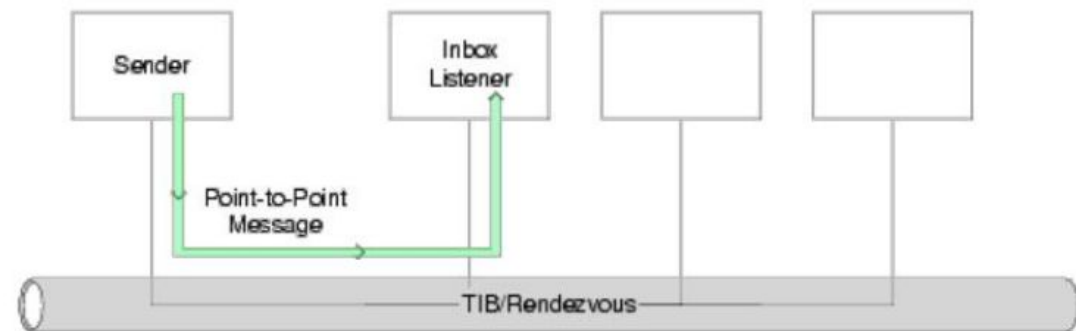 Sender
Inbox
Listener
Point-to-Point
Message
TIB/Rendezvous